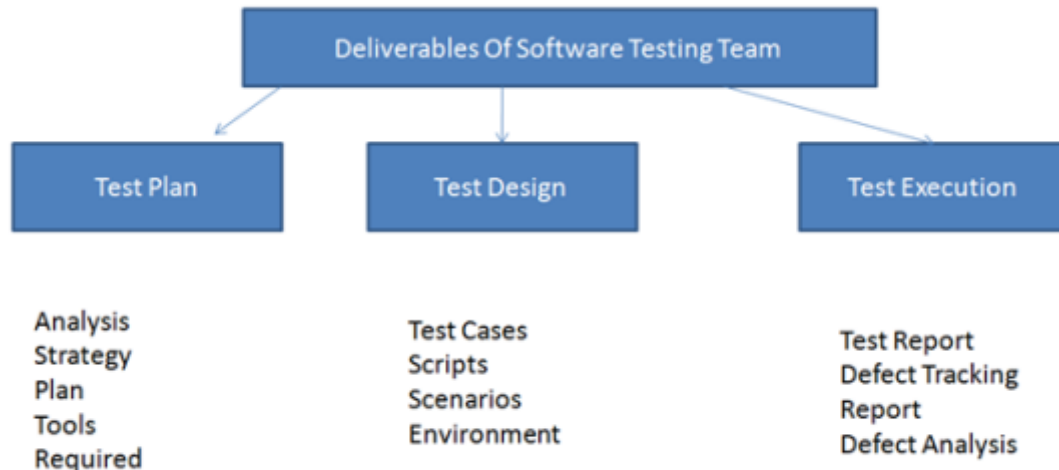 Deliverables Of Software Testing Team
Test Plan
Test Design
Test Execution
Analysis
Strategy
Plan
Tools
Required
Test Cases
Scripts
Scenarios
Environment
Test Report
Defect Tracking
Report
Defect Analysis